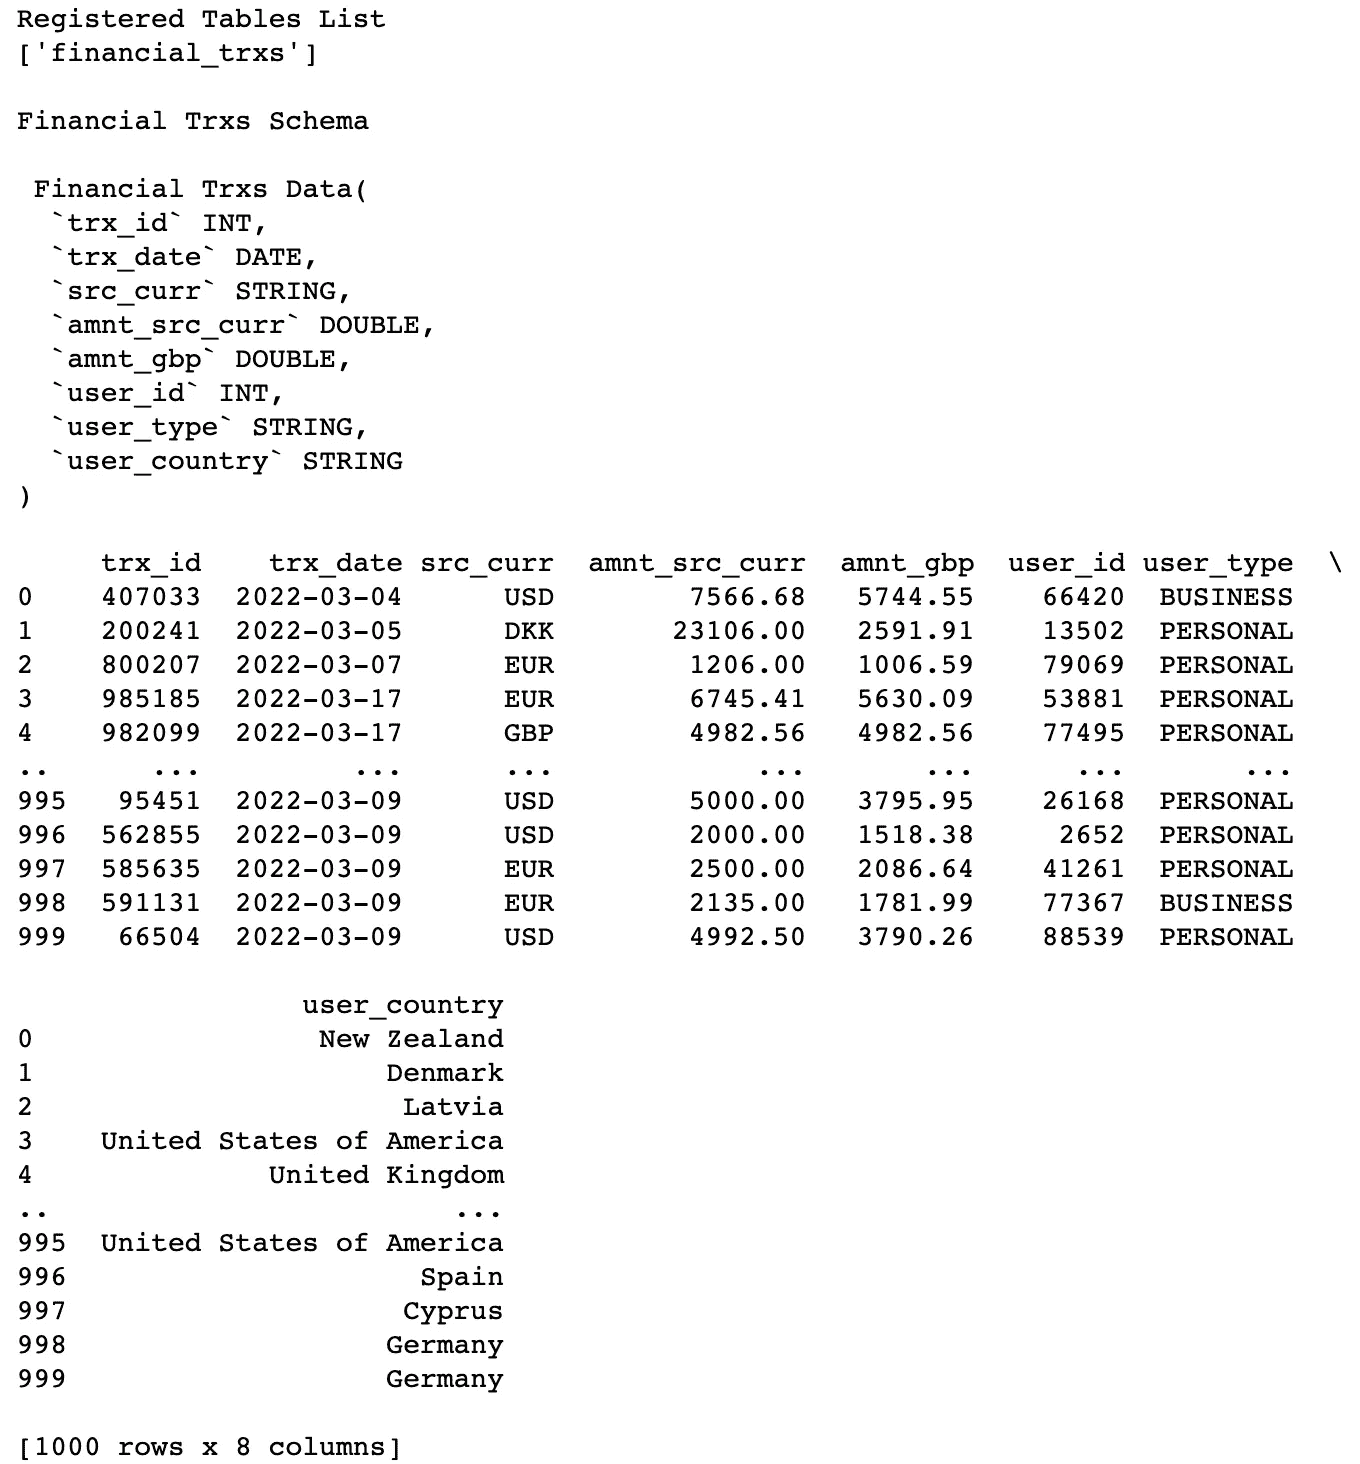 Registered Tables List
['financial_trxs']
Financial Trxs Schema
Financial Trxs Data(
`trx_id` INT,
`trx_date` DATE,
`src_curr` STRING,
`amnt_src_curr` DOUBLE,
`amnt_gbp` DOUBLE,
`user_id` INT,
`user_type` STRING,
`user_country` STRING
)
trx_id trx_date src_curr amnt_src_curr amnt_gbp user_id user_type \
0 407033 2022-03-04 USD 7566.68 5744.55 66420 BUSINESS
1 200241 2022-03-05 DKK 23106.00 2591.91 13502 PERSONAL
2 800207 2022-03-07 EUR 1206.00 1006.59 79069 PERSONAL
3 985185 2022-03-17 EUR 6745.41 5630.09 53881 PERSONAL
4 982099 2022-03-17 GBP 4982.56 4982.56 77495 PERSONAL
.. ... ... ... ... ... ... ...
995 95451 2022-03-09 USD 5000.00 3795.95 26168 PERSONAL
996 562855 2022-03-09 USD 2000.00 1518.38 2652 PERSONAL
997 585635 2022-03-09 EUR 2500.00 2086.64 41261 PERSONAL
998 591131 2022-03-09 EUR 2135.00 1781.99 77367 BUSINESS
999 66504 2022-03-09 USD 4992.50 3790.26 88539 PERSONAL
user_country
0 New Zealand
1 Denmark
2 Latvia
3 United States of America
4 United Kingdom
.. ...
995 United States of America
996 Spain
997 Cyprus
998 Germany
999 Germany
[1000 rows x 8 columns]